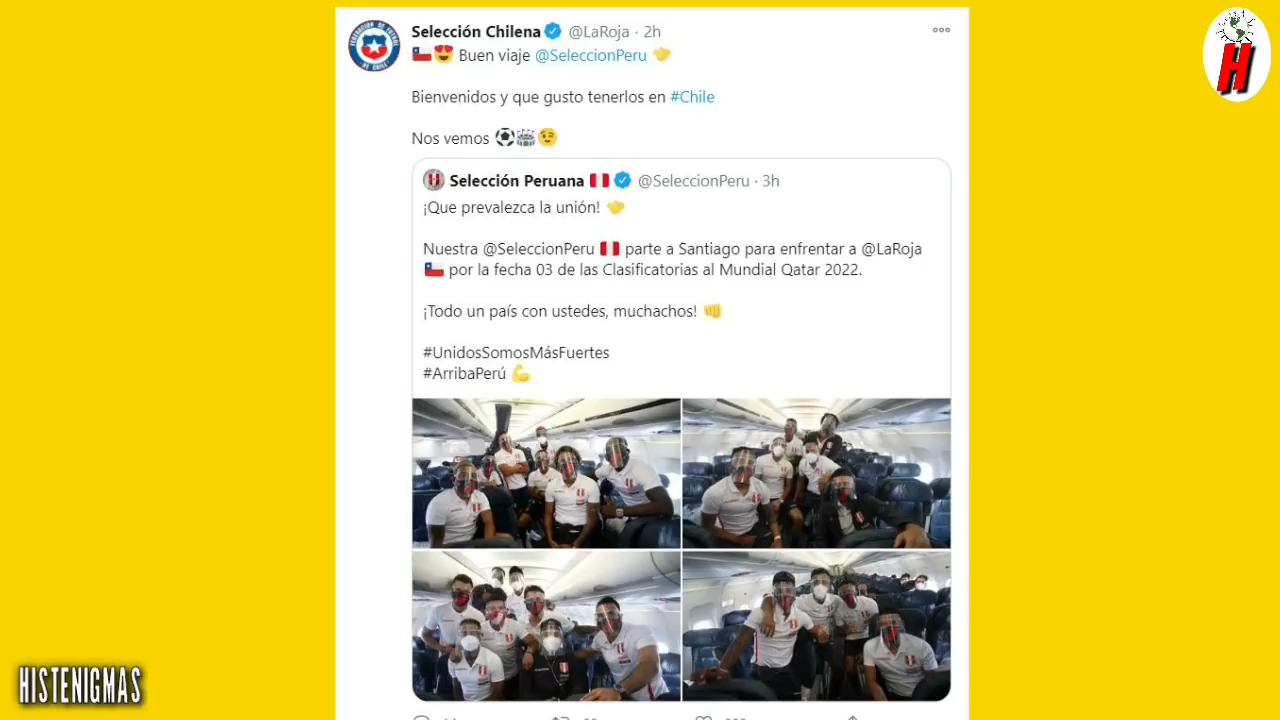 Selección Chilena @LaRoja · 2h
Buen viaje @SeleccionPeru
Bienvenidos y que gusto tenerlos en #Chile
Nos vemos
Selección Peruana @SeleccionPeru · 3h
¡Que prevalezca la unión!
Nuestra @SeleccionPeru parte a Santiago para enfrentar a @LaRoja
por la fecha 03 de las Clasificatorias al Mundial Qatar 2022.
¡Todo un país con ustedes, muchachos!
#UnidosSomosMásFuertes
#ArribaPerú
H
HISTENIGMAS